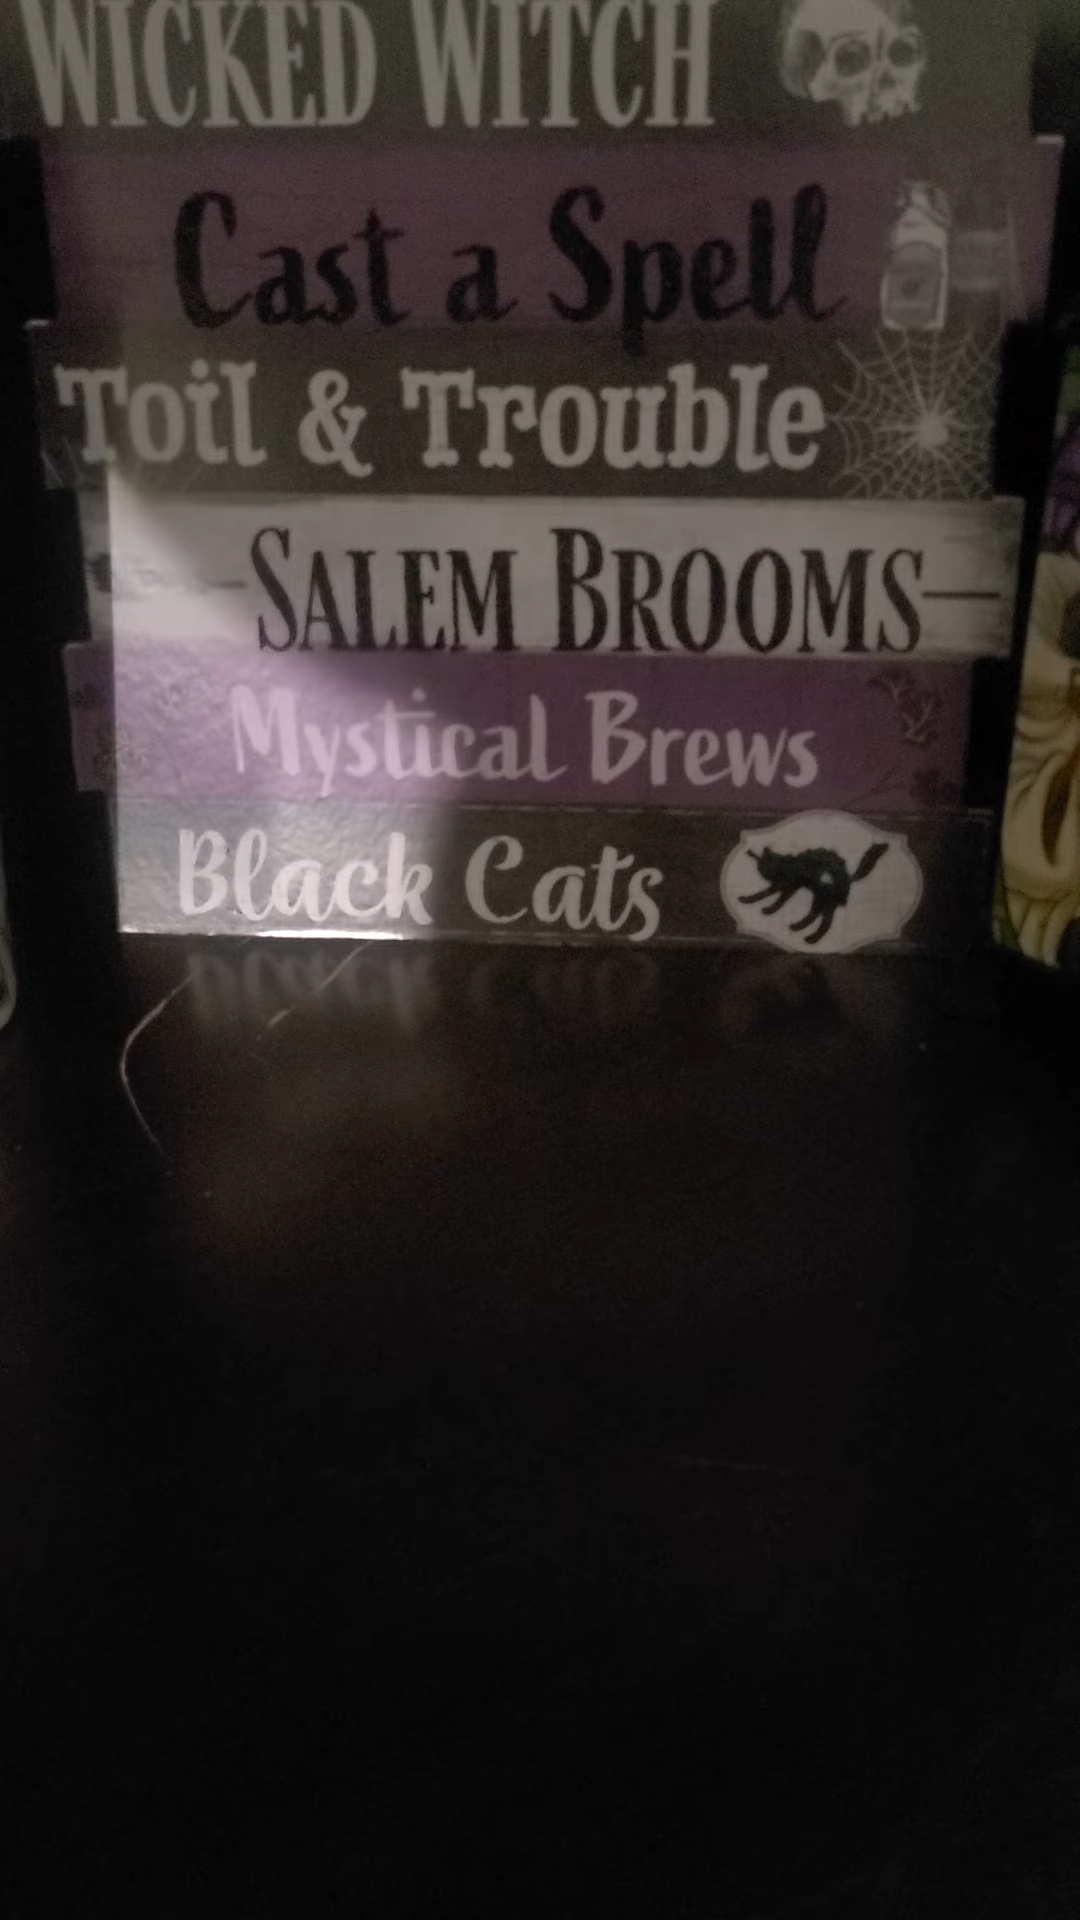 WICKED WITCH
Cast a Spell
Toil & Trouble
SALEM BROOMS
Mystical Brews
Black Cats